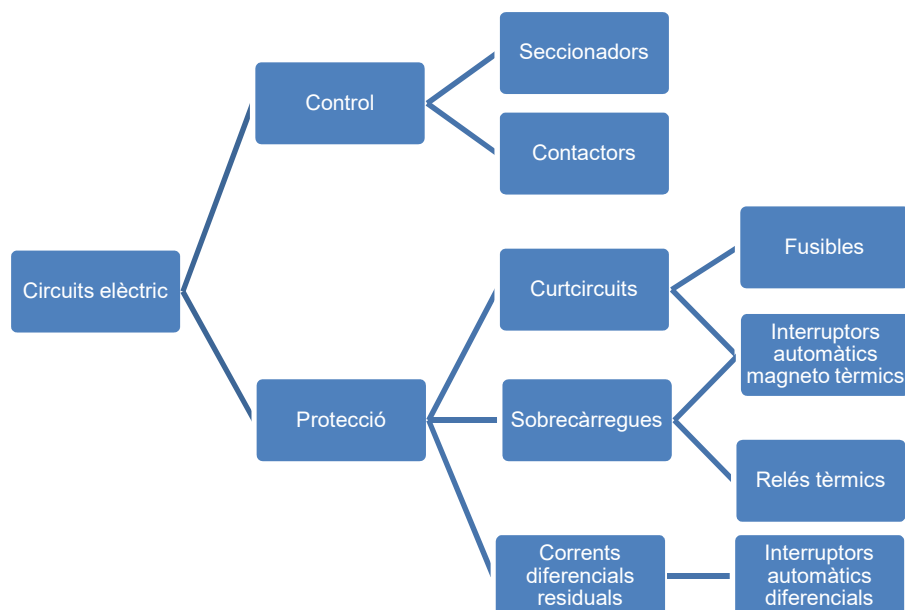 Seccionadors
Control
Contactors
Circuits elèctric
Fusibles
Curtcircuits
Interruptors
automàtics
magneto tèrmics
Protecció
Sobrecàrregues
Relés tèrmics
Corrents
diferencials
residuals
Interruptors
automàtics
diferencials